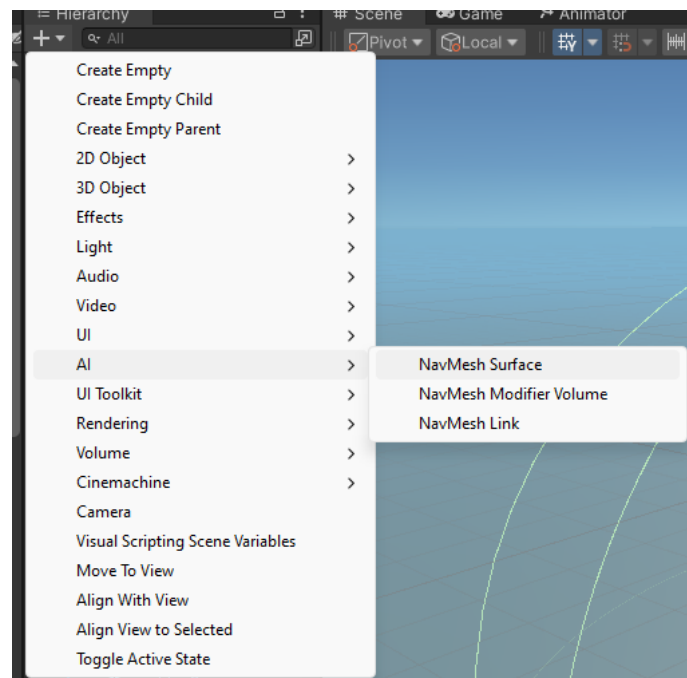 Hierarchy
# Scene
Game
Animator
All
Pivot
Local
Create Empty
Create Empty Child
Create Empty Parent
2D Object
3D Object
Effects
Light
Audio
Video
UI
AI
NavMesh Surface
UI Toolkit
NavMesh Modifier Volume
Rendering
NavMesh Link
Volume
Cinemachine
Camera
Visual Scripting Scene Variables
Move To View
Align With View
Align View to Selected
Toggle Active State